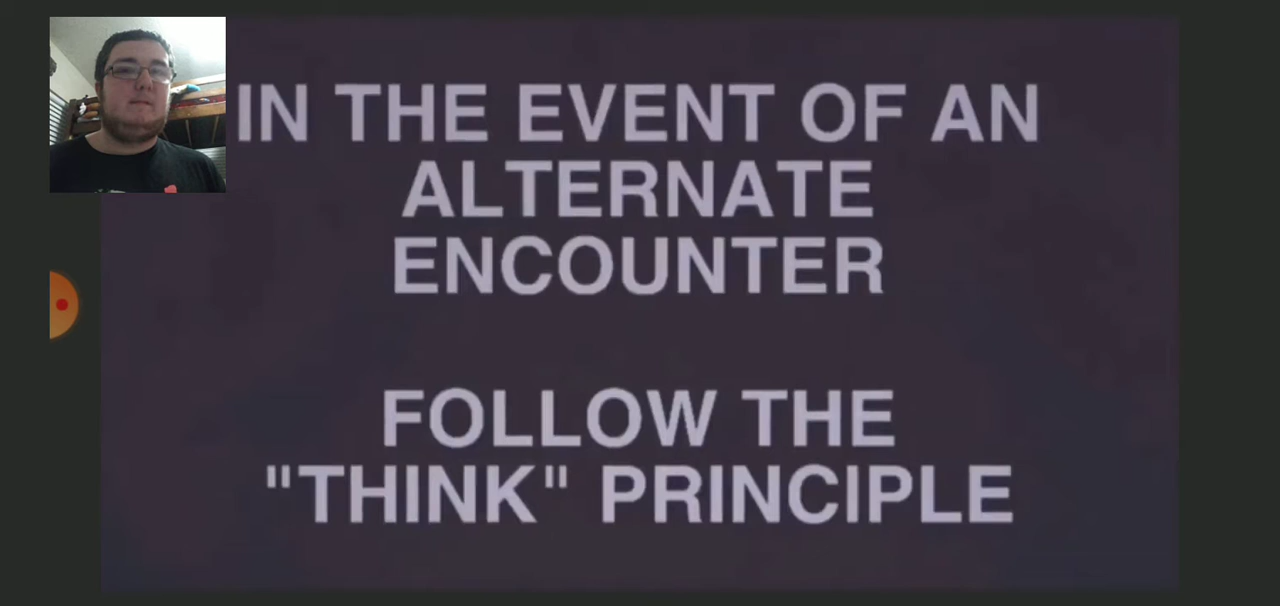 IN THE EVENT OF AN
ALTERNATE
ENCOUNTER
FOLLOW THE
"THINK" PRINCIPLE